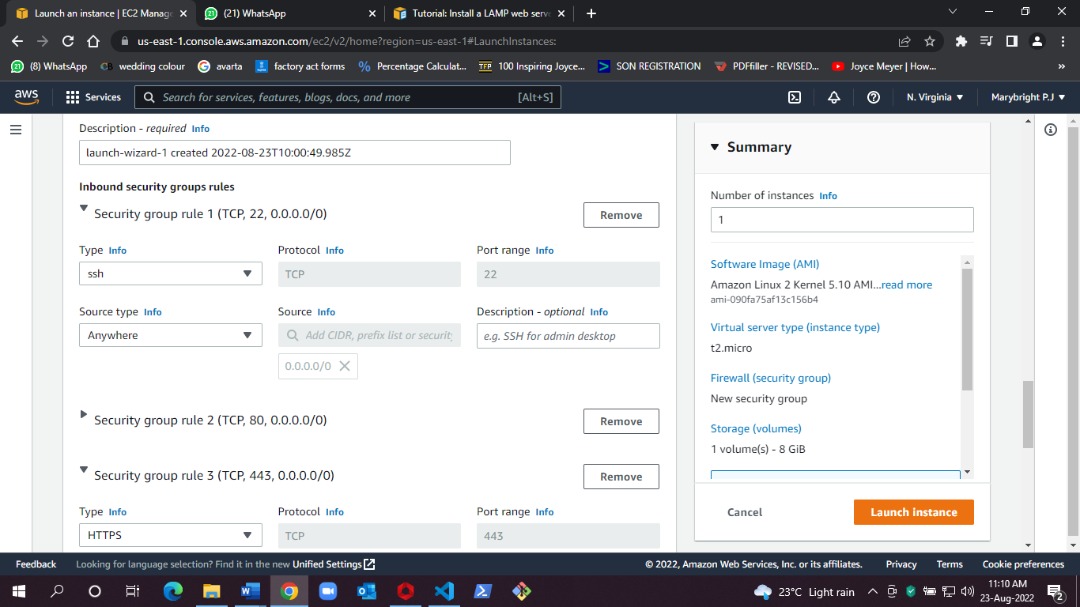 Launch an instance | EC2 Manag
(21) WhatsApp
Tutorial: Install a LAMP web serv
us-east-1.console.aws.amazon.com/ec2/v2/home?region=us-east-1#LaunchInstances:
(8) WhatsApp
wedding colour
avarta
factory act forms
Percentage Calculat...
100 Inspiring Joyce...
SON REGISTRATION
PDFfiller - REVISED...
Joyce Meyer | How...
»
aws
Services
Search for services, features, blogs, docs, and more
[Alt+S]
N. Virginia
Marybright P.J
Description - required Info
launch-wizard-1 created 2022-08-23T10:00:49.985Z
Inbound security groups rules
Security group rule 1 (TCP, 22, 0.0.0.0/0)
Remove
Type Info
Protocol Info
Port range Info
ssh
TCP
22
Source type Info
Source Info
Description - optional Info
Anywhere
Add CIDR, prefix list or security
e.g. SSH for admin desktop
0.0.0.0/0
Security group rule 2 (TCP, 80, 0.0.0.0/0)
Remove
Security group rule 3 (TCP, 443, 0.0.0.0/0)
Remove
Type Info
Protocol Info
Port range Info
HTTPS
TCP
443
Summary
Number of instances Info
1
Software Image (AMI)
Amazon Linux 2 Kernel 5.10 AMI...read more
ami-090fa75af13c156b4
Virtual server type (instance type)
t2.micro
Firewall (security group)
New security group
Storage (volumes)
1 volume(s) - 8 GiB
Cancel
Launch instance
Feedback
Looking for language selection? Find it in the new Unified Settings
© 2022, Amazon Web Services, Inc. or its affiliates.
Privacy
Terms
Cookie preferences
23°C Light rain
11:10 AM
23-Aug-2022
2